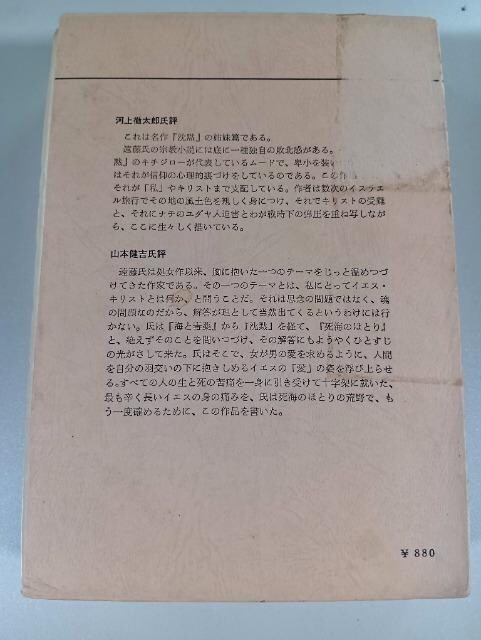 河上徹太郎氏評
これは名作『沈黙』の姉妹篇である。
遠藤氏の宗教小説には底に一種独自の敗北感がある。
黙』のキチジローが代表しているムードで、卑小を装い
はそれが信仰の心理的裏づけをしているのである。この作
それが「私」やキリストまで支配している。作者は数次のイスラエ
ル旅行でその地の風土色を残しく身につけ、それでキリストの受難
と、それにナチのユダヤ人迫害とわが戦時下の弾圧を重ね写しなが
ら、ここに生々しく描いている。
山本健吉氏評
遠藤氏は処女作以来、胸に抱いた一つのテーマをじっと温めつづ
けてきた作家である。その一つのテーマとは、私にとってイエス・
キリストとは何か、と問うことだ。それは思念の問題ではなく、魂
の問題なのだから、解答が理として当然出てくるというわけには行
かない。氏は『海と毒薬』から『沈黙』を経て、『死海のほとり』
と、絶えずそのことを問いつづけ、その解答にもようやくひとすじ
の光がさして来た。氏はそこで、女が男の愛を求めるように、人間
を自分の羽交いの下に抱きしめるイエスの『愛』の姿を浮び上らせ
る。すべての人の生と死の苦痛を一身に引き受けて十字架に就いた、
最も辛く長いイエスの身の痛みを、氏は死海のほとりの荒野で、も
う一度確めるために、この作品を書いた。
¥ 880